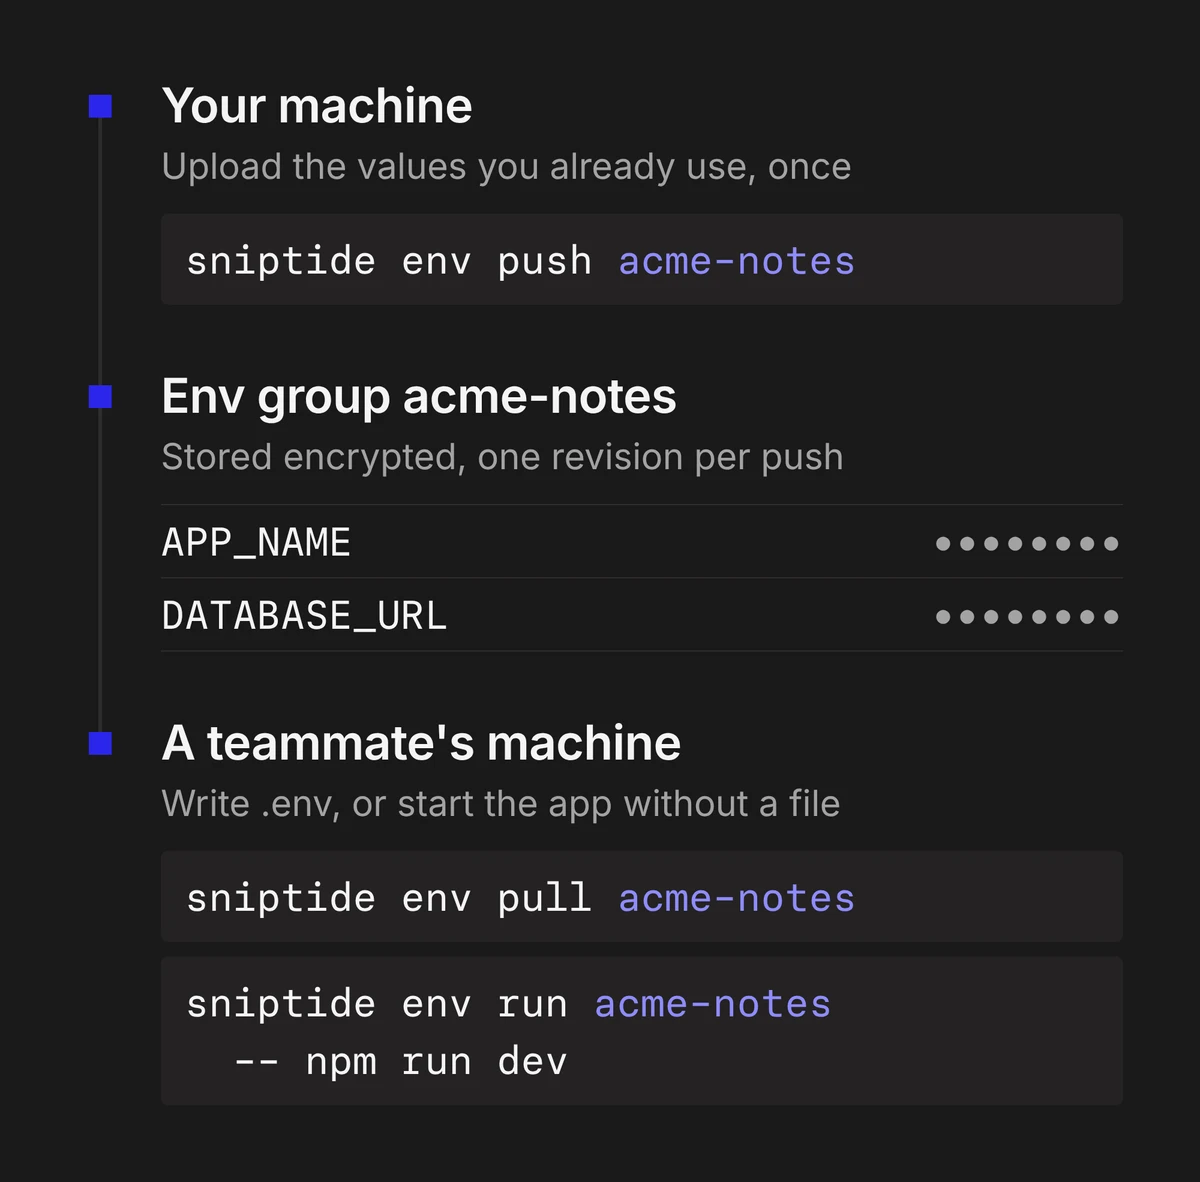 Your machine
Upload the values you already use, once
sniptide env push acme-notes
Env group acme-notes
Stored encrypted, one revision per push
APP_NAME ••••••••
DATABASE_URL ••••••••
A teammate's machine
Write .env, or start the app without a file
sniptide env pull acme-notes
sniptide env run acme-notes
-- npm run dev